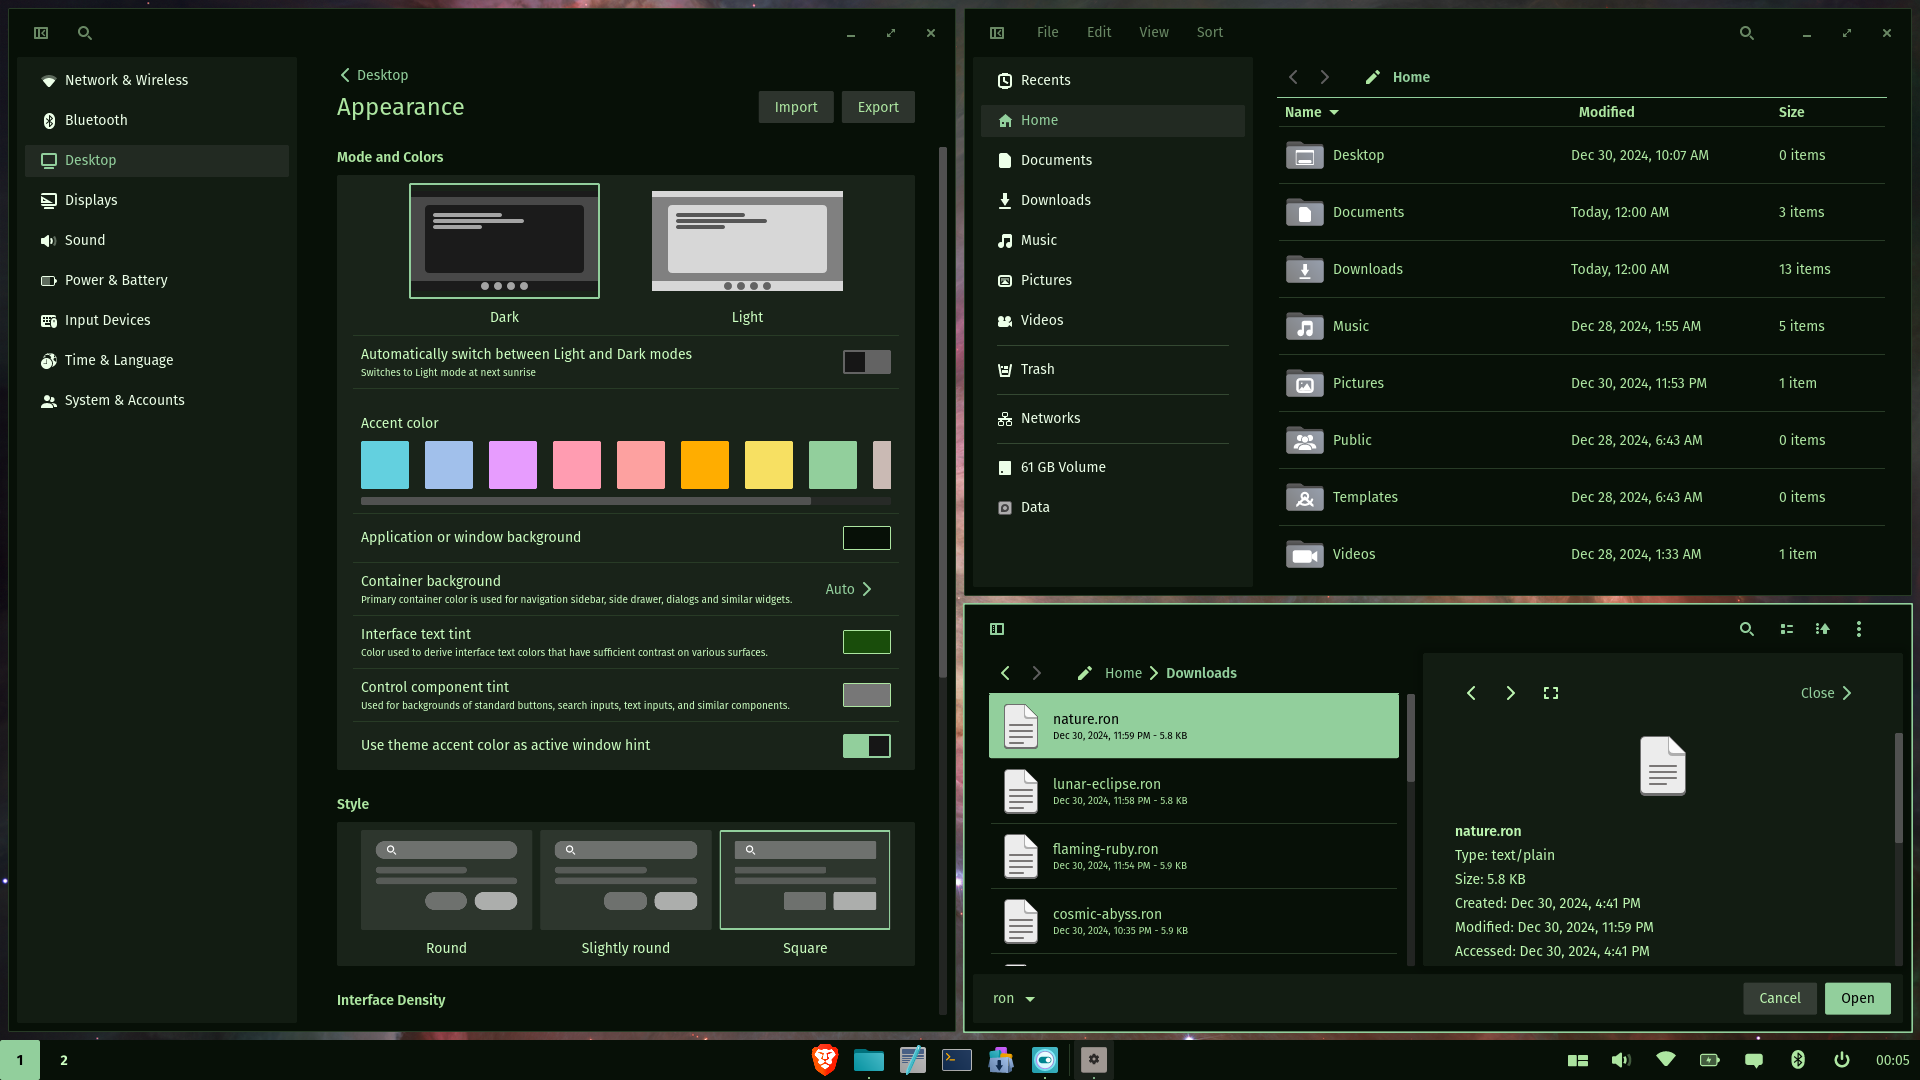 Network & Wireless
Bluetooth
Desktop
Displays
Sound
Power & Battery
Input Devices
Time & Language
System & Accounts
Desktop
Appearance
Import
Export
Mode and Colors
Dark
Light
Automatically switch between Light and Dark modes
Switches to Light mode at next sunrise
Accent color
Application or window background
Container background
Primary container color is used for navigation sidebar, side drawer, dialogs and similar widgets.
Auto
Interface text tint
Color used to derive interface text colors that have sufficient contrast on various surfaces.
Control component tint
Used for backgrounds of standard buttons, search inputs, text inputs, and similar components.
Use theme accent color as active window hint
Style
Round
Slightly round
Square
Interface Density
File Edit View Sort
Recents
Home
Documents
Downloads
Music
Pictures
Videos
Trash
Networks
61 GB Volume
Data
Home
Name Modified Size
Desktop Dec 30, 2024, 10:07 AM 0 items
Documents Today, 12:00 AM 3 items
Downloads Today, 12:00 AM 13 items
Music Dec 28, 2024, 1:55 AM 5 items
Pictures Dec 30, 2024, 11:53 PM 1 item
Public Dec 28, 2024, 6:43 AM 0 items
Templates Dec 28, 2024, 6:43 AM 0 items
Videos Dec 28, 2024, 1:33 AM 1 item
Home Downloads
nature.ron
Dec 30, 2024, 11:59 PM - 5.8 KB
lunar-eclipse.ron
Dec 30, 2024, 11:58 PM - 5.8 KB
flaming-ruby.ron
Dec 30, 2024, 11:54 PM - 5.9 KB
cosmic-abyss.ron
Dec 30, 2024, 10:35 PM - 5.9 KB
Close
nature.ron
Type: text/plain
Size: 5.8 KB
Created: Dec 30, 2024, 4:41 PM
Modified: Dec 30, 2024, 11:59 PM
Accessed: Dec 30, 2024, 4:41 PM
ron
Cancel
Open
1 2
00:05